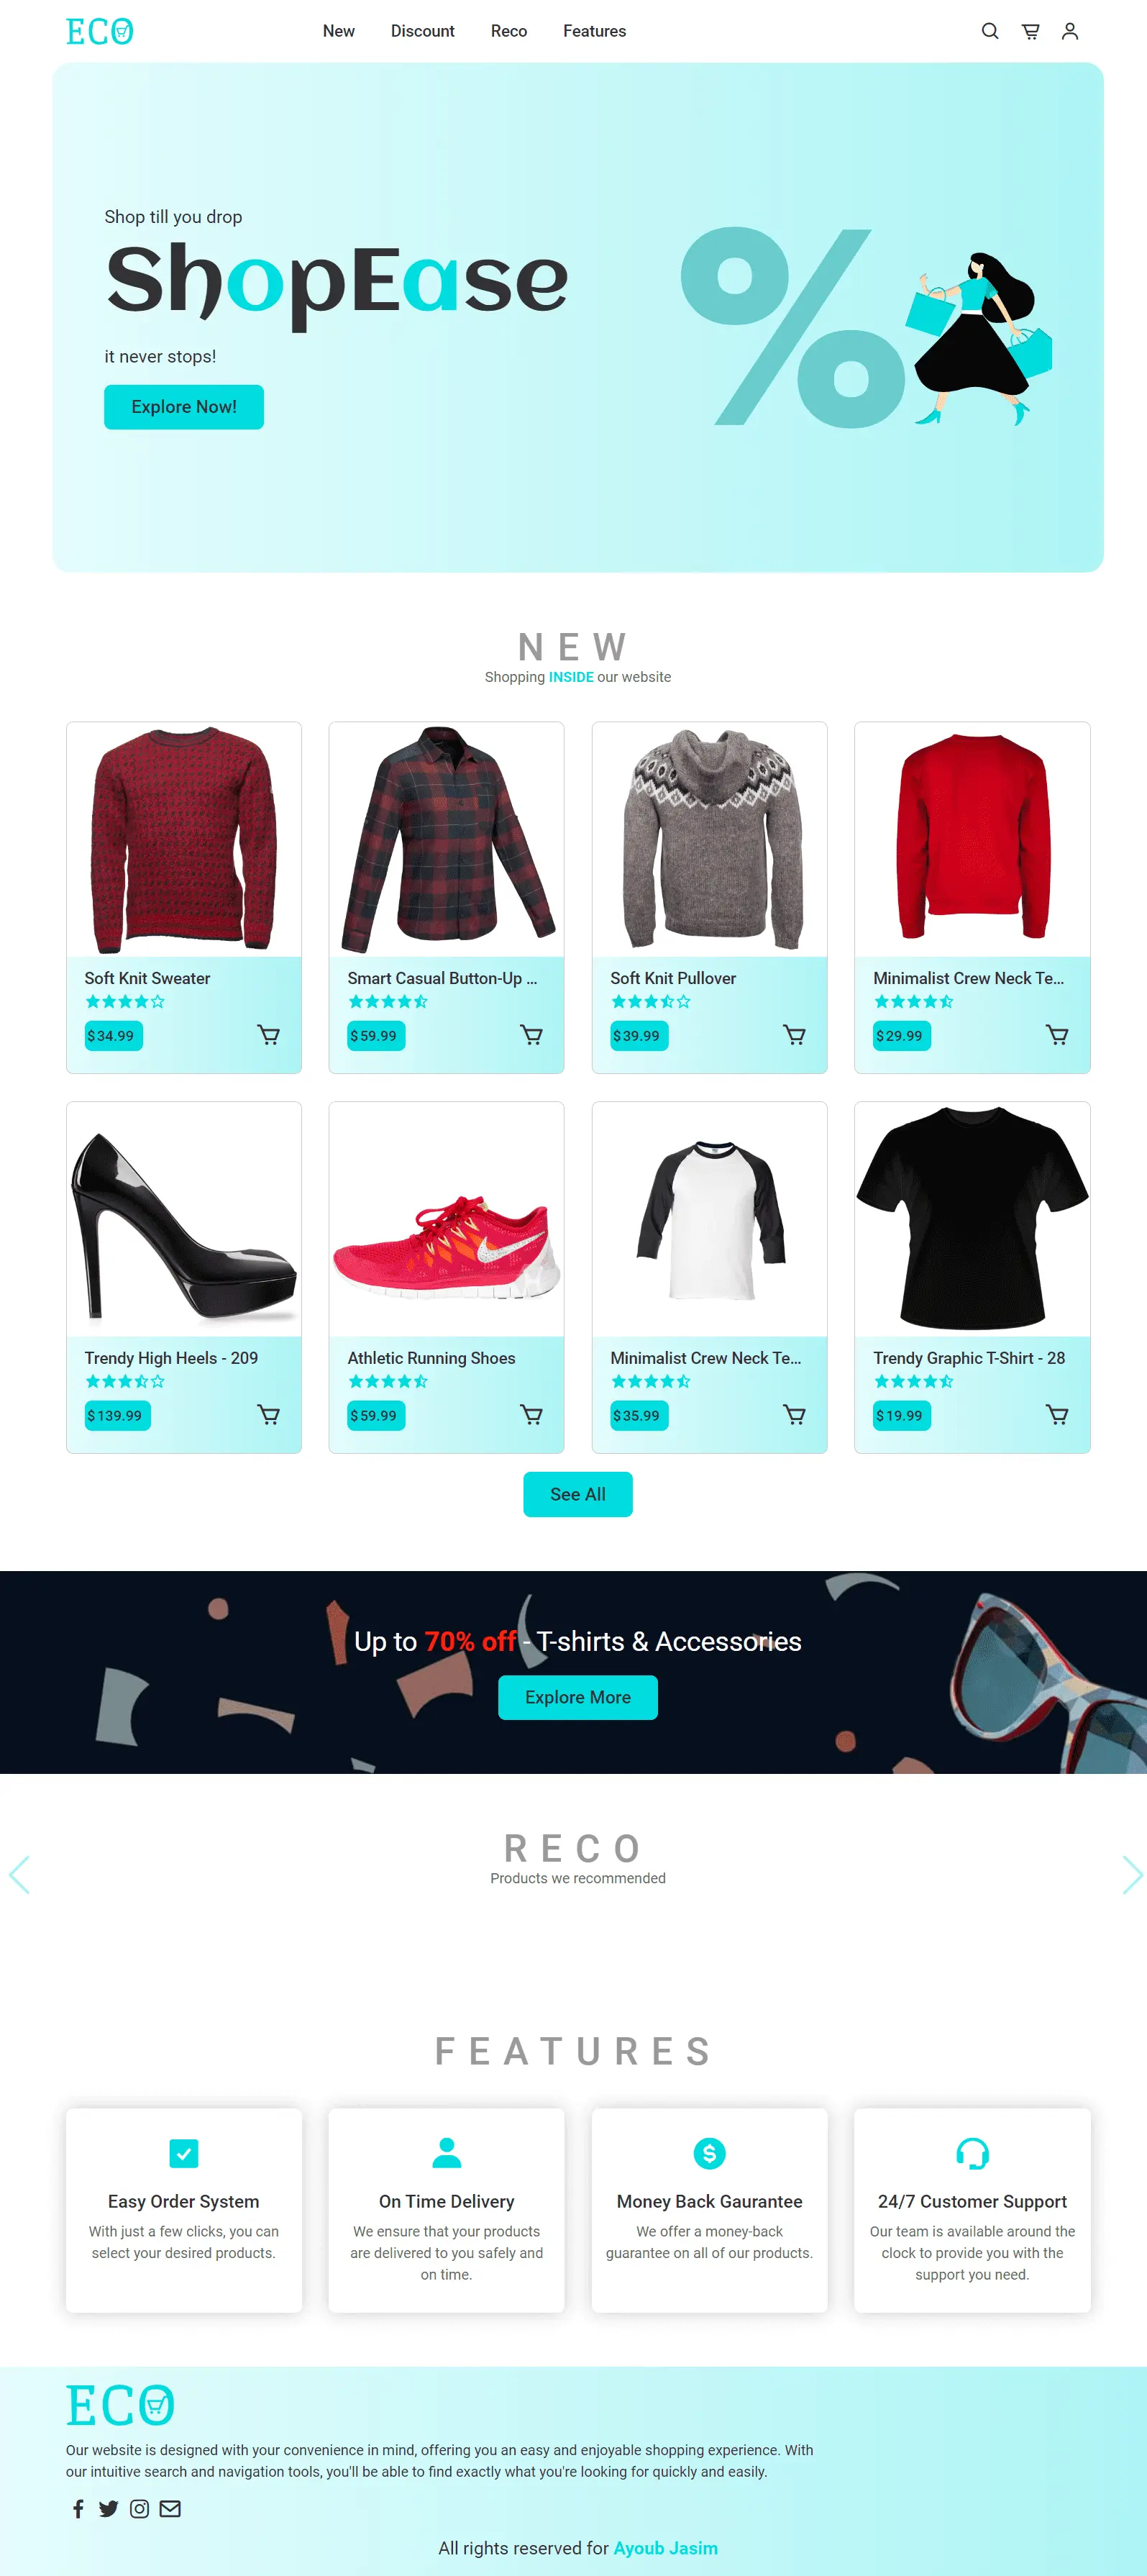 ECO
New Discount Reco Features
Shop till you drop
ShopEase
it never stops!
Explore Now!
%
NEW
Shopping INSIDE our website
Soft Knit Sweater
$34.99
Smart Casual Button-Up ...
$59.99
Soft Knit Pullover
$39.99
Minimalist Crew Neck Te...
$29.99
Trendy High Heels - 209
$139.99
Athletic Running Shoes
$59.99
Minimalist Crew Neck Te...
$35.99
Trendy Graphic T-Shirt - 28
$19.99
See All
Up to 70% off - T-shirts & Accessories
Explore More
RECO
Products we recommended
FEATURES
Easy Order System
With just a few clicks, you can
select your desired products.
On Time Delivery
We ensure that your products
are delivered to you safely and
on time.
Money Back Gaurantee
We offer a money-back
guarantee on all of our products.
24/7 Customer Support
Our team is available around the
clock to provide you with the
support you need.
ECO
Our website is designed with your convenience in mind, offering you an easy and enjoyable shopping experience. With
our intuitive search and navigation tools, you'll be able to find exactly what you're looking for quickly and easily.
All rights reserved for Ayoub Jasim